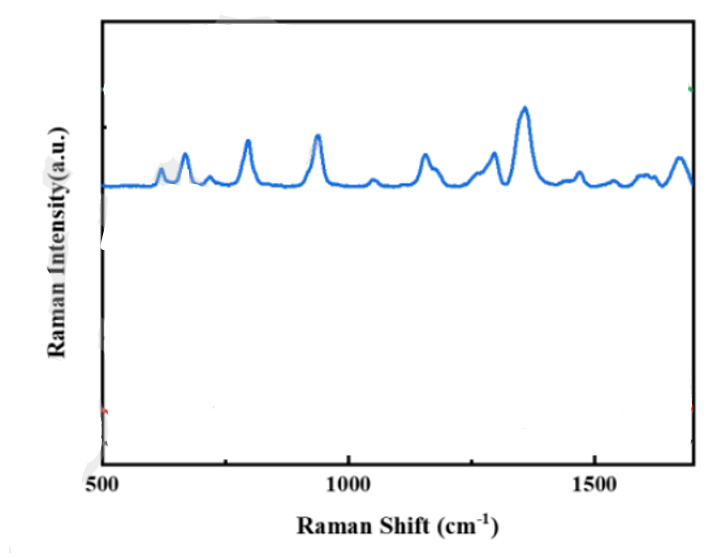 Raman Intensity(a.u.)
500 1000 1500
Raman Shift (cm⁻¹)